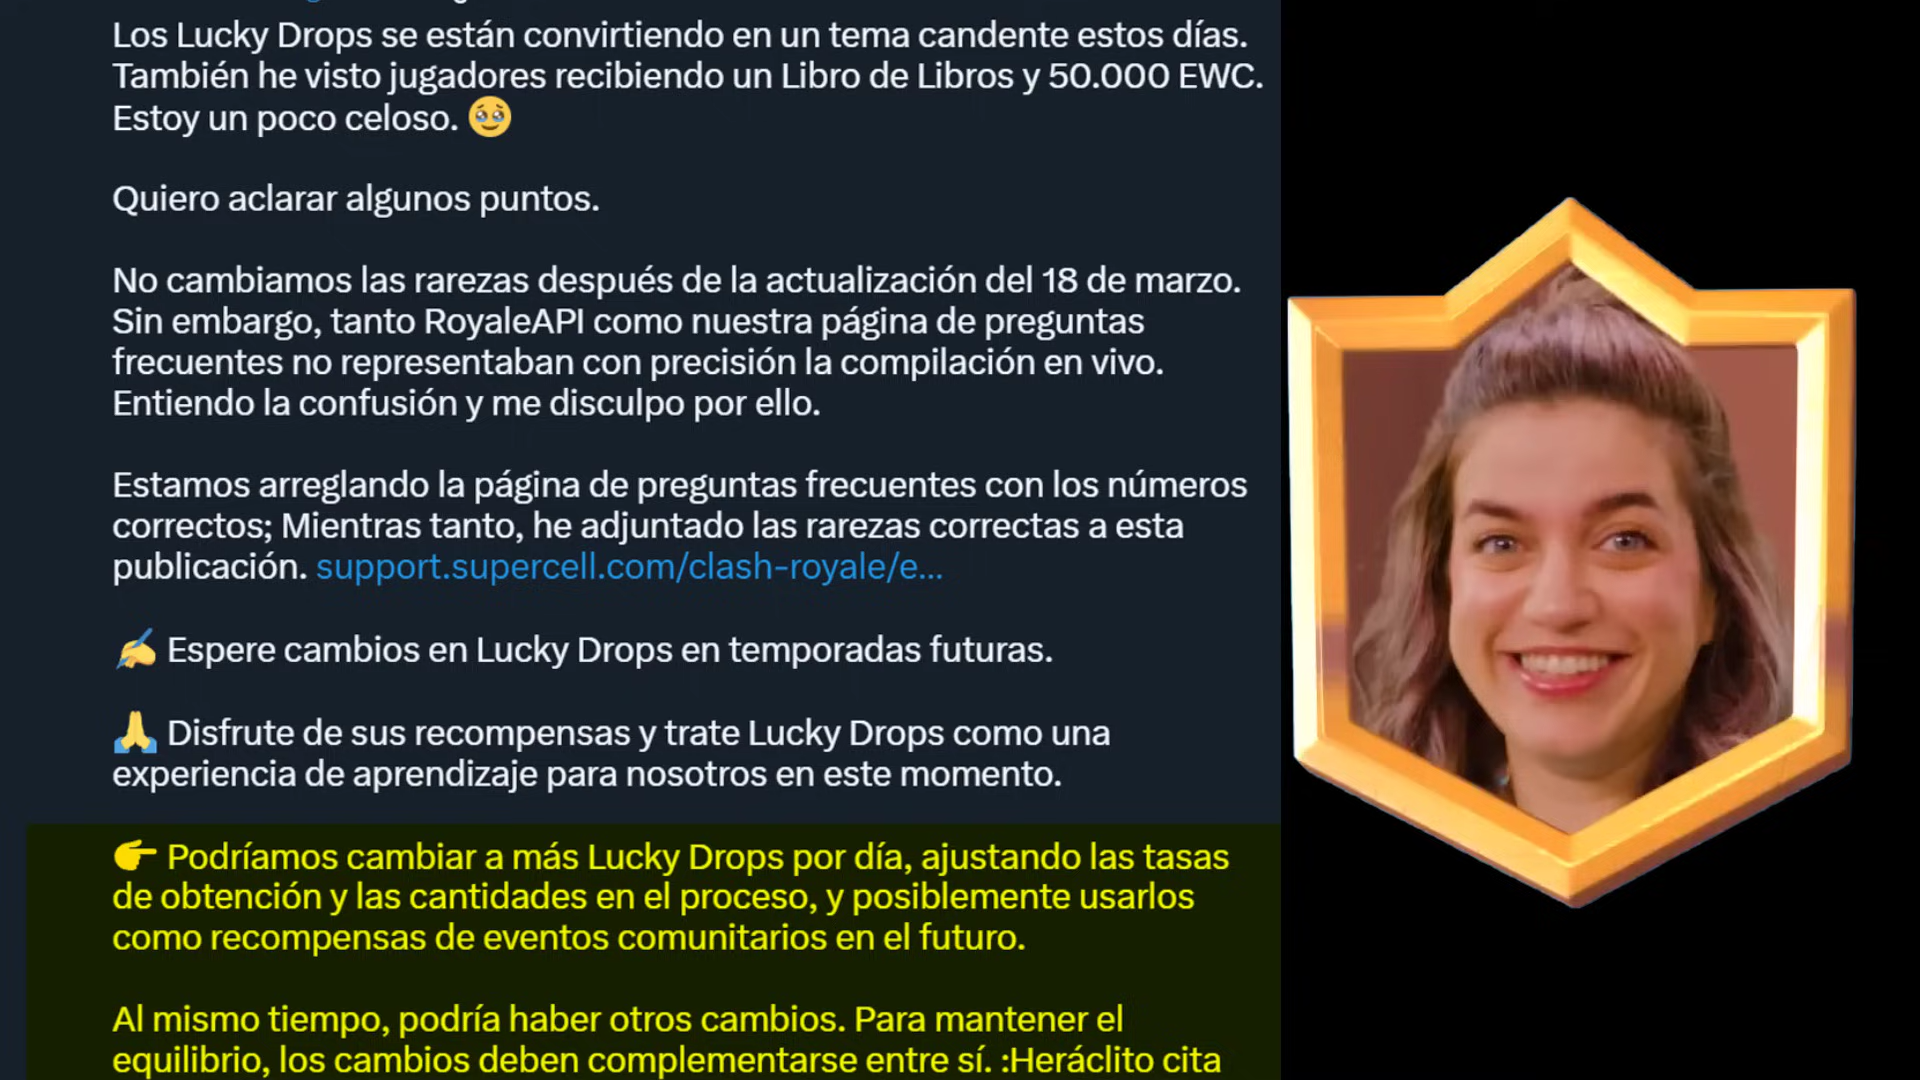 Los Lucky Drops se están convirtiendo en un tema candente estos días.
También he visto jugadores recibiendo un Libro de Libros y 50.000 EWC.
Estoy un poco celoso. 🥹
Quiero aclarar algunos puntos.
No cambiamos las rarezas después de la actualización del 18 de marzo.
Sin embargo, tanto RoyaleAPI como nuestra página de preguntas
frecuentes no representaban con precisión la compilación en vivo.
Entiendo la confusión y me disculpo por ello.
Estamos arreglando la página de preguntas frecuentes con los números
correctos; Mientras tanto, he adjuntado las rarezas correctas a esta
publicación. support.supercell.com/clash-royale/e...
✍️ Espere cambios en Lucky Drops en temporadas futuras.
🙏 Disfrute de sus recompensas y trate Lucky Drops como una
experiencia de aprendizaje para nosotros en este momento.
👉 Podríamos cambiar a más Lucky Drops por día, ajustando las tasas
de obtención y las cantidades en el proceso, y posiblemente usarlos
como recompensas de eventos comunitarios en el futuro.
Al mismo tiempo, podría haber otros cambios. Para mantener el
equilibrio, los cambios deben complementarse entre sí. :Heráclito cita